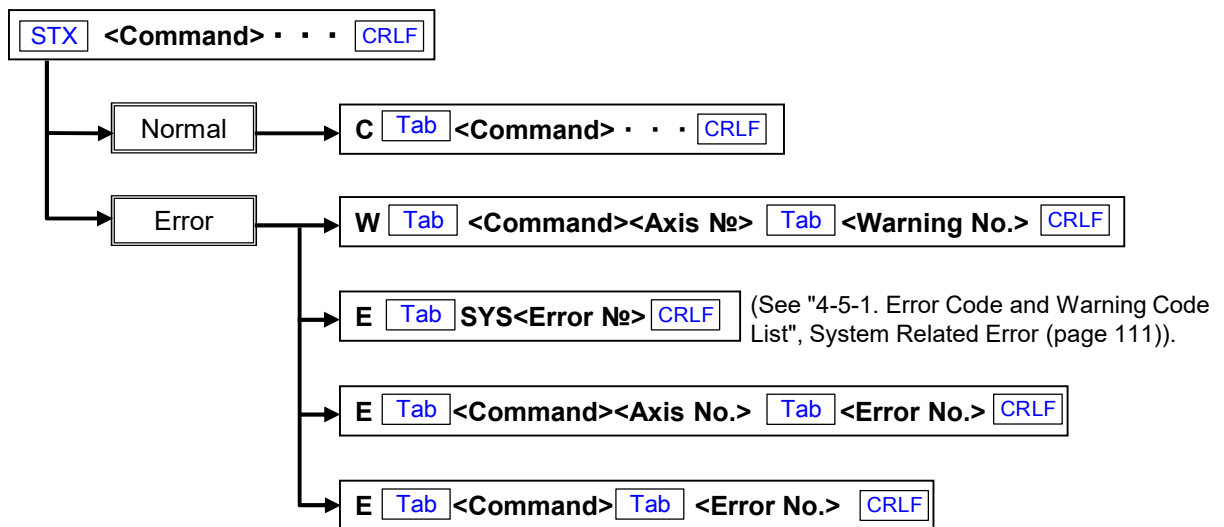 STX <Command>・・・ CRLF
Normal
C Tab <Command>・・・ CRLF
Error
W Tab <Command><Axis №> Tab <Warning No.> CRLF
E Tab SYS<Error №> CRLF
(See "4-5-1. Error Code and Warning Code
List", System Related Error (page 111)).
E Tab <Command><Axis No.> Tab <Error No.> CRLF
E Tab <Command> Tab <Error No.> CRLF